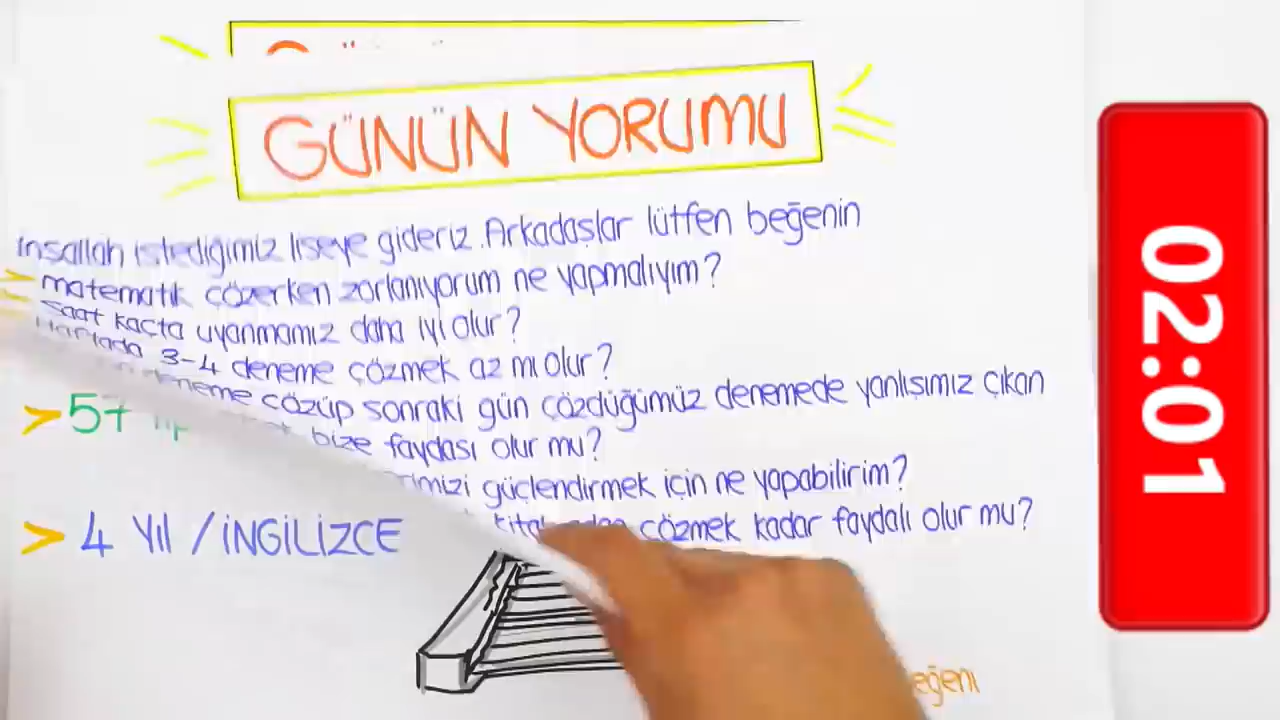 GÜNÜN YORUMU
inşallah istediğimiz liseye gideriz. Arkadaşlar lütfen beğenin
matematik çözerken zorlanıyorum ne yapmalıyım?
Saat kaçta uyanmamız daha iyi olur?
Haftada 3-4 deneme çözmek az mı olur?
çözüp sonraki gün çözdüğümüz denemede yanlışımız çıkan
> 5+
bize faydası olur mu?
güçlendirmek için ne yapabilirim?
çözmek kadar faydalı olur mu?
> 4 YIL / İNGİLİZCE
02:01